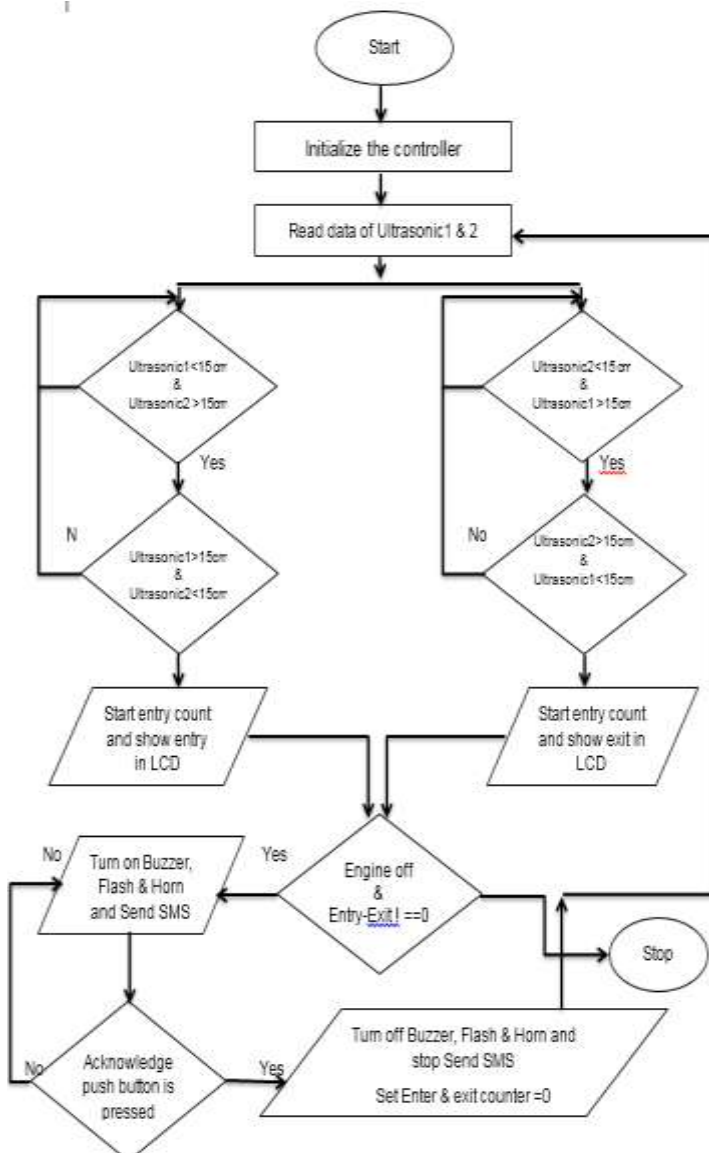 Start
Initialize the controller
Read data of Ultrasonic1 & 2
Ultrasonic1<15cm
&
Ultrasonic2 >15cm
Yes
N
Ultrasonic1>15cm
&
Ultrasonic2<15cm
Start entry count
and show entry
in LCD
Ultrasonic2<15cm
&
Ultrasonic1 >15cm
Yes
No
Ultrasonic2>15cm
&
Ultrasonic1<15cm
Start entry count
and show exit in
LCD
Engine off
&
Entry-Exit! ==0
Yes
No
Turn on Buzzer,
Flash & Horn
and Send SMS
Stop
No
Acknowledge
push button is
pressed
Yes
Turn off Buzzer, Flash & Horn and
stop Send SMS
Set Enter & exit counter =0